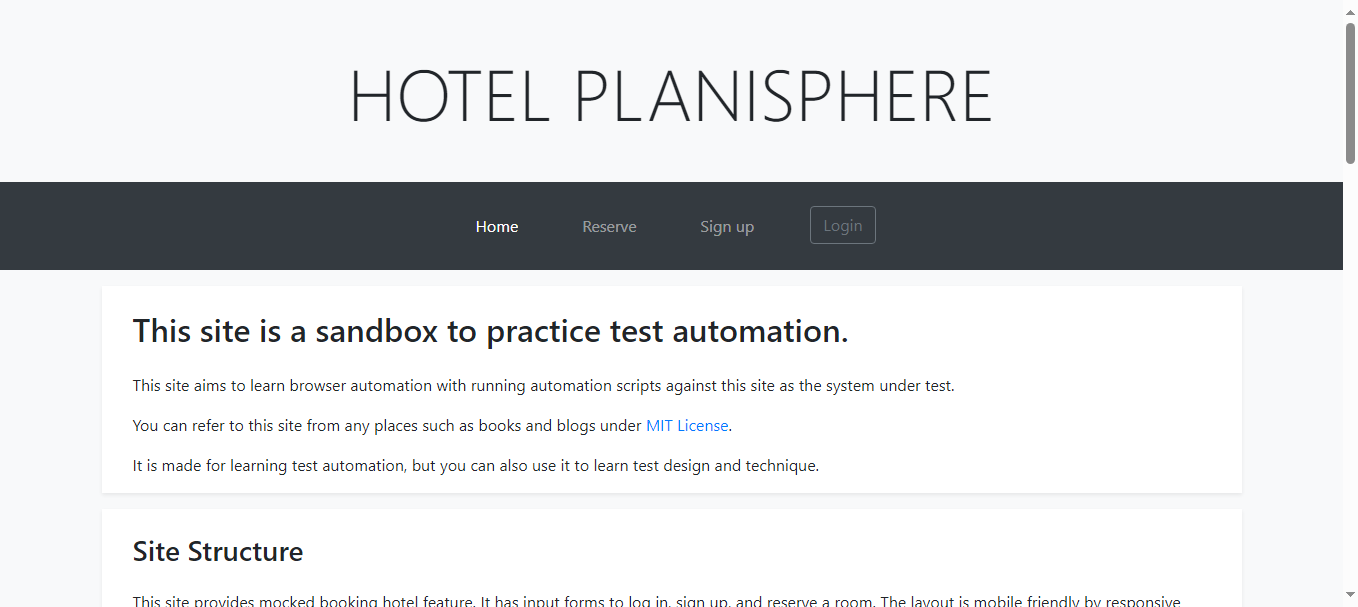 HOTEL PLANISPHERE
Home Reserve Sign up Login
This site is a sandbox to practice test automation.
This site aims to learn browser automation with running automation scripts against this site as the system under test.
You can refer to this site from any places such as books and blogs under MIT License.
It is made for learning test automation, but you can also use it to learn test design and technique.
Site Structure
This site provides mocked booking hotel feature. It has input forms to log in, sign up, and reserve a room. The layout is mobile friendly by responsive